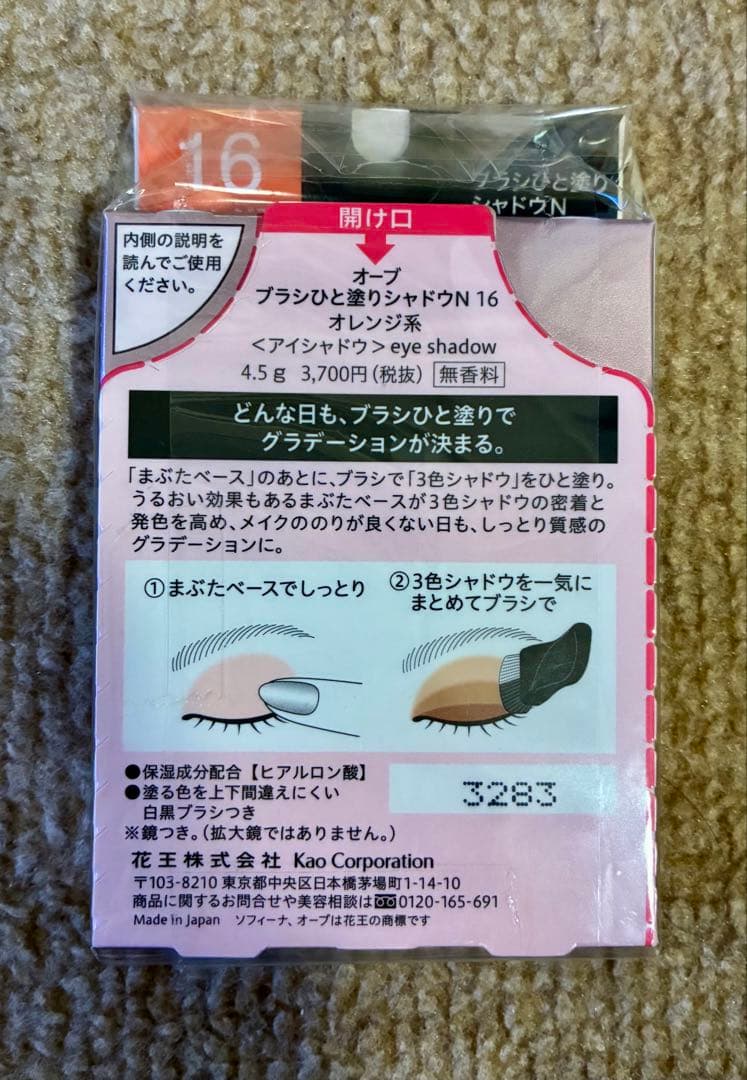 16
ブラシひと塗り
シャドウN
開け口
内側の説明を
読んでご使用
ください。
オーブ
ブラシひと塗りシャドウN 16
オレンジ系
＜アイシャドウ＞eye shadow
4.5g 3,700円(税抜) 無香料
どんな日も、ブラシひと塗りで
グラデーションが決まる。
「まぶたベース」のあとに、ブラシで「3色シャドウ」をひと塗り。
うるおい効果もあるまぶたベースが3色シャドウの密着と
発色を高め、メイクののりが良くない日も、しっとり質感の
グラデーションに。
①まぶたベースでしっとり
②3色シャドウを一気に
まとめてブラシで
●保湿成分配合【ヒアルロン酸】
●塗る色を上下間違えにくい
白黒ブラシつき
※鏡つき。(拡大鏡ではありません。)
3283
花王株式会社 Kao Corporation
〒103-8210 東京都中央区日本橋茅場町1-14-10
商品に関するお問合せや美容相談は0120-165-691
Made in Japan ソフィーナ、オーブは花王の商標です